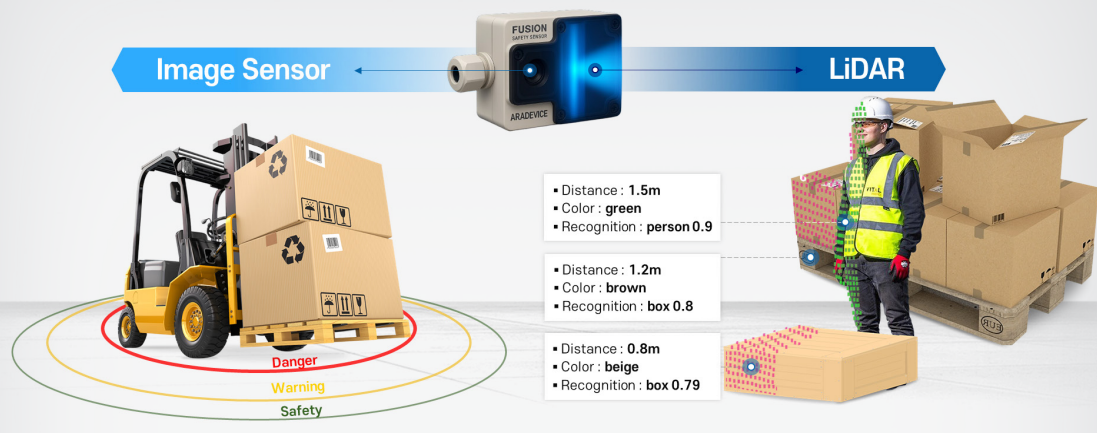 FUSION
SAFETY SENSOR
ARADEVICE
Image Sensor
LiDAR
▪ Distance : 1.5m
▪ Color : green
▪ Recognition : person 0.9
▪ Distance : 1.2m
▪ Color : brown
▪ Recognition : box 0.8
▪ Distance : 0.8m
▪ Color : beige
▪ Recognition : box 0.79
Danger
Warning
Safety
EUR